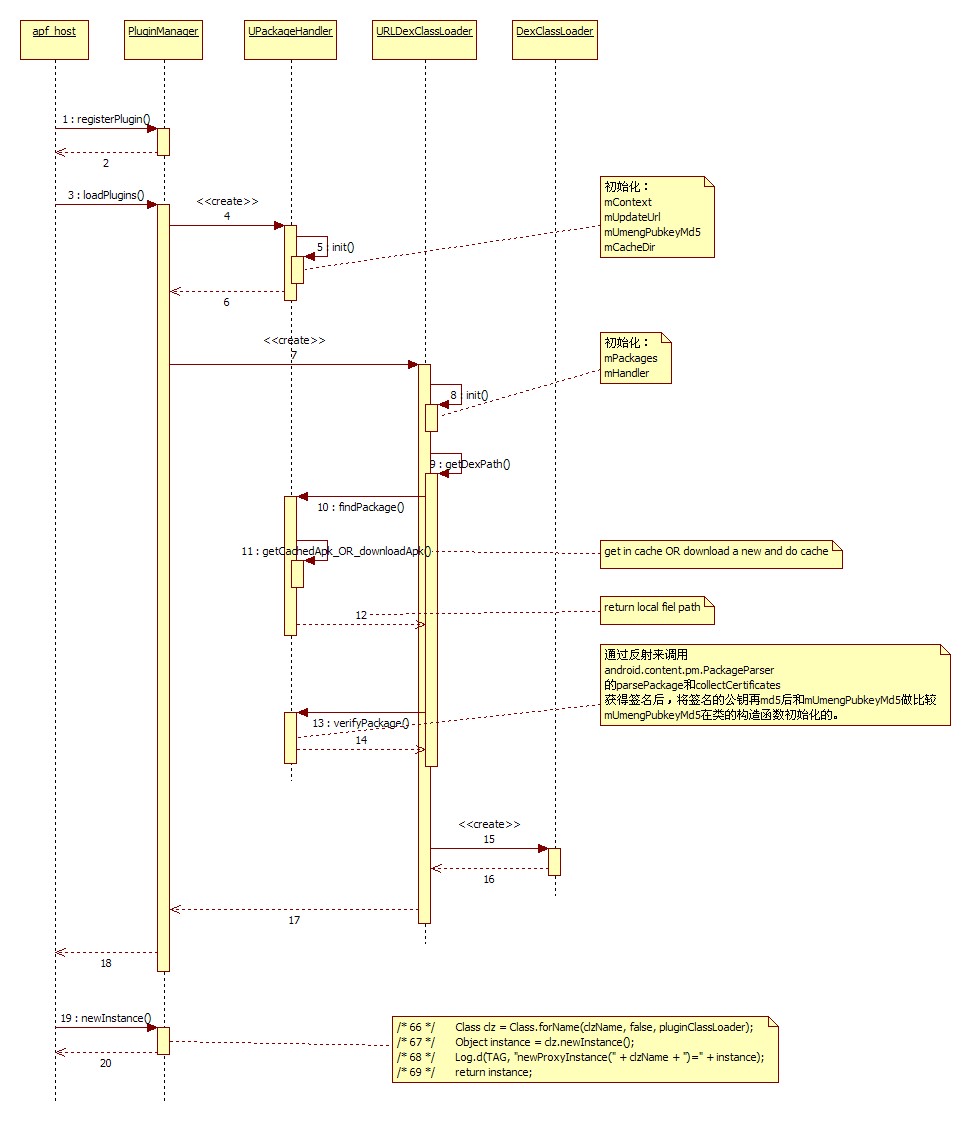 apf_host
PluginManager
UPackageHandler
URLDexClassLoader
DexClassLoader
1 : registerPlugin()
2
3 : loadPlugins()
<<create>>
4
初始化：
mContext
mUpdateUrl
mUmengPubkeyMd5
mCacheDir
5 : init()
6
<<create>>
7
初始化：
mPackages
mHandler
8 : init()
9 : getDexPath()
10 : findPackage()
11 : getCachedApk_OR_downloadApk()
get in cache OR download a new and do cache
return local fiel path
12
通过反射来调用
android.content.pm.PackageParser
的parsePackage和collectCertificates
获得签名后，将签名的公钥再md5后和mUmengPubkeyMd5做比较
mUmengPubkeyMd5在类的构造函数初始化的。
13 : verifyPackage()
14
<<create>>
15
16
17
18
19 : newInstance()
20
/* 66 */ Class clz = Class.forName(clzName, false, pluginClassLoader);
/* 67 */ Object instance = clz.newInstance();
/* 68 */ Log.d(TAG, "newProxyInstance(" + clzName + ")=" + instance);
/* 69 */ return instance;